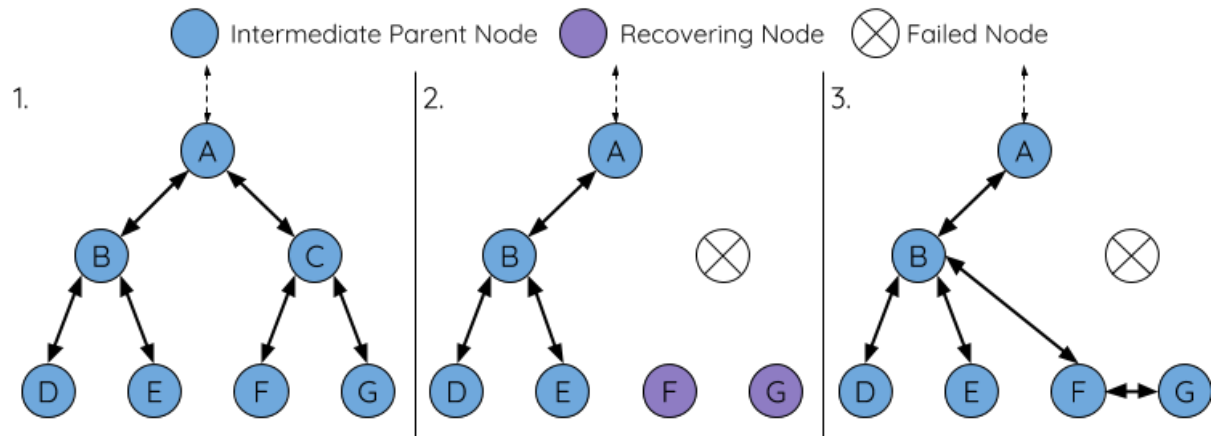 Intermediate Parent Node Recovering Node Failed Node
1. 2. 3.
A A A
B C B B
D E F G D E F G D E F G